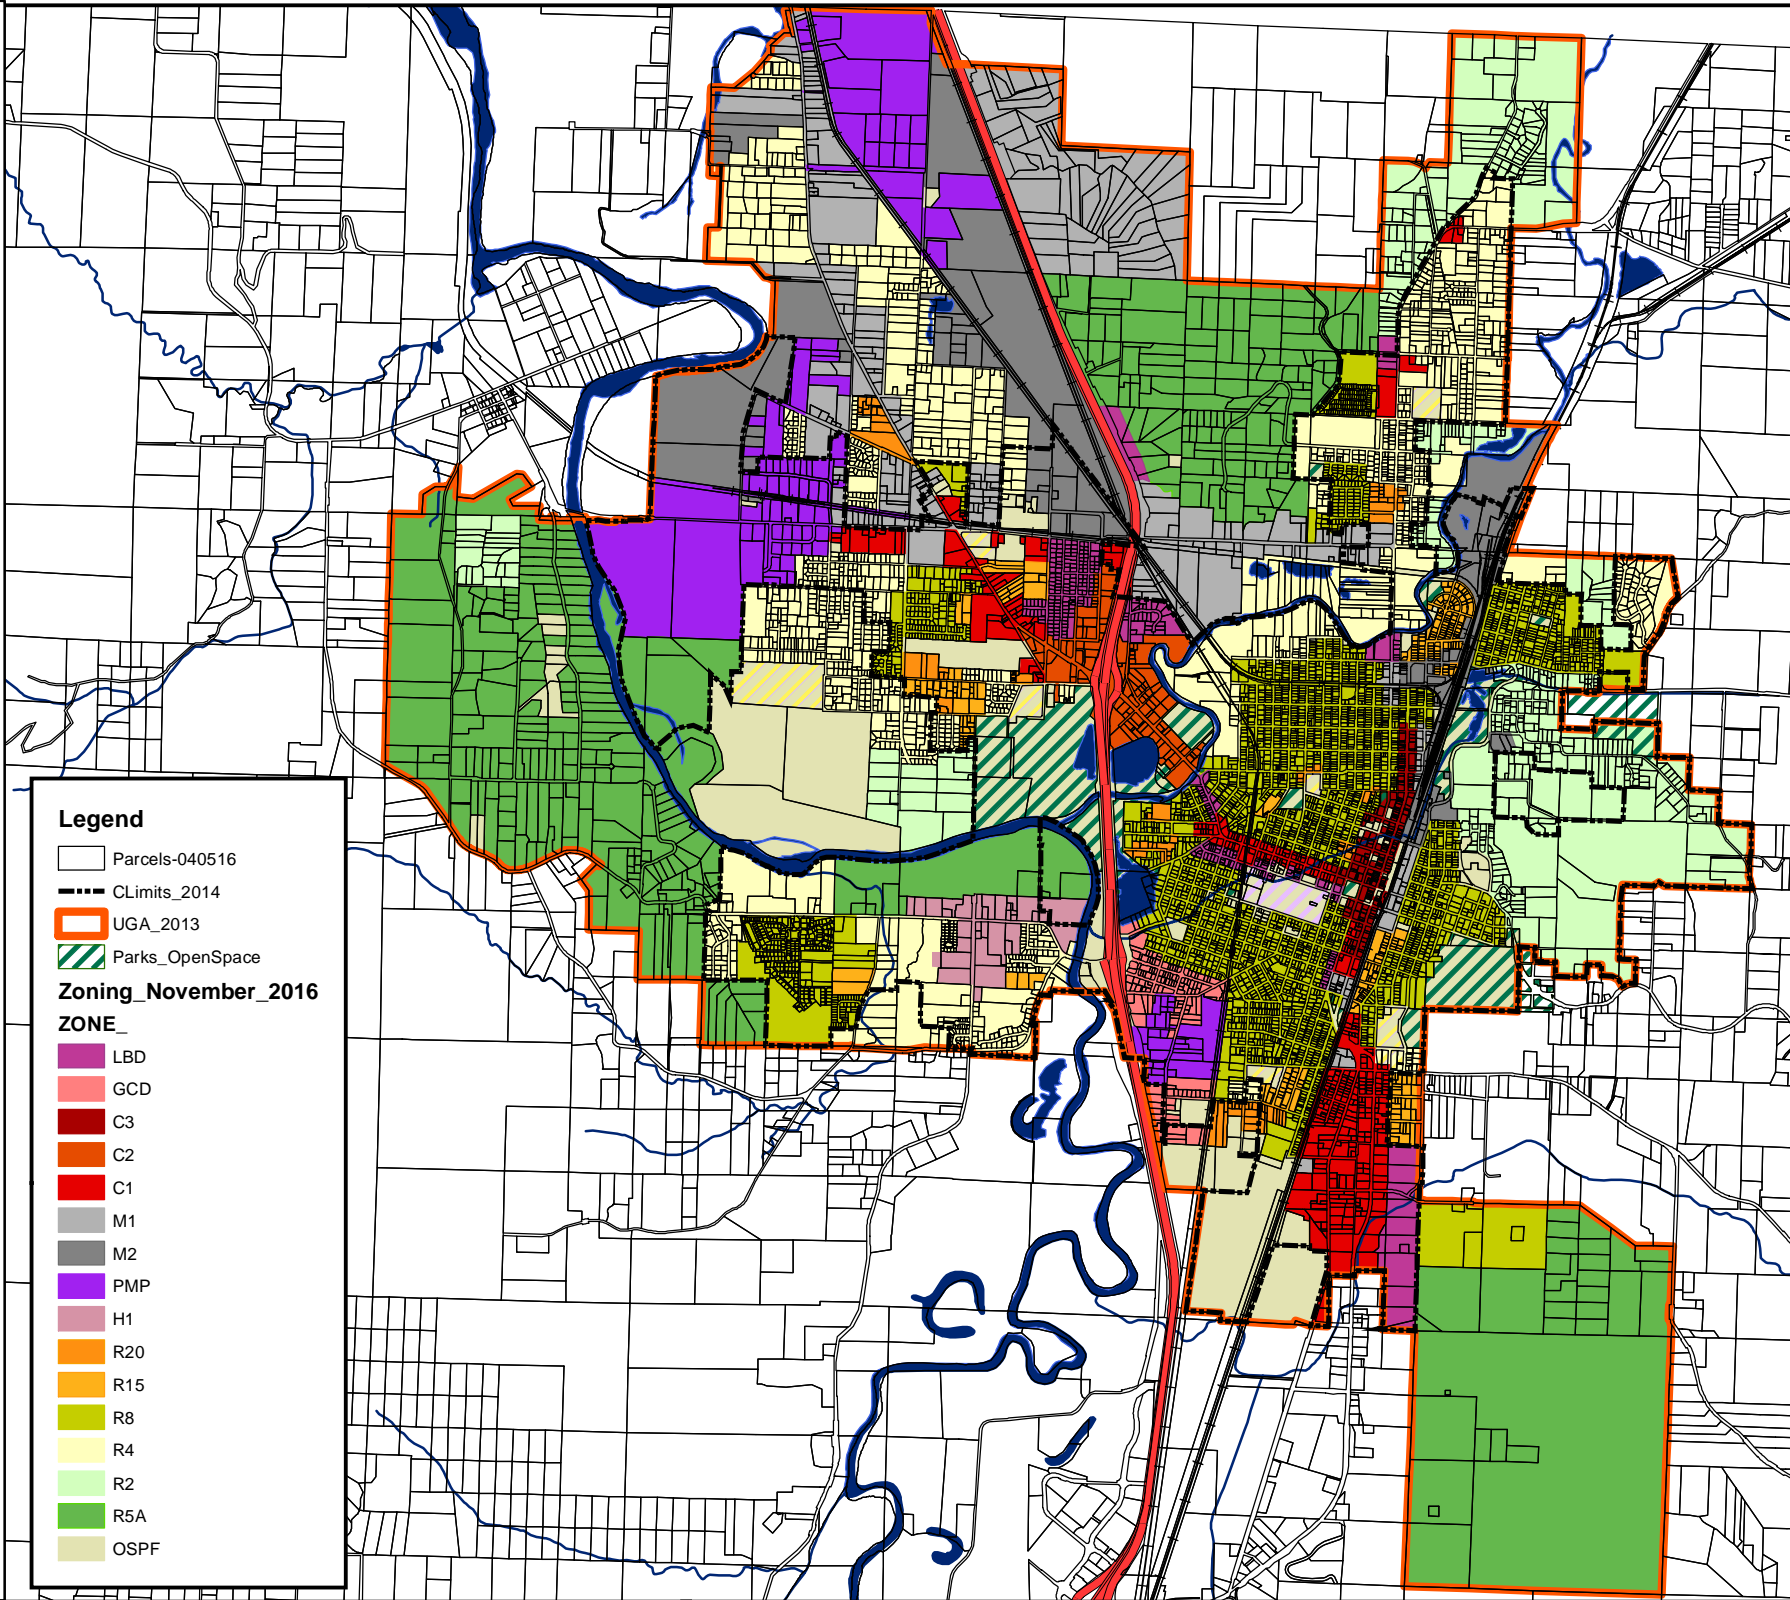 Legend
Parcels-040516
CLimits_2014
UGA_2013
Parks_OpenSpace
Zoning_November_2016
ZONE_
LBD
GCD
C3
C2
C1
M1
M2
PMP
H1
R20
R15
R8
R4
R2
R5A
OSPF